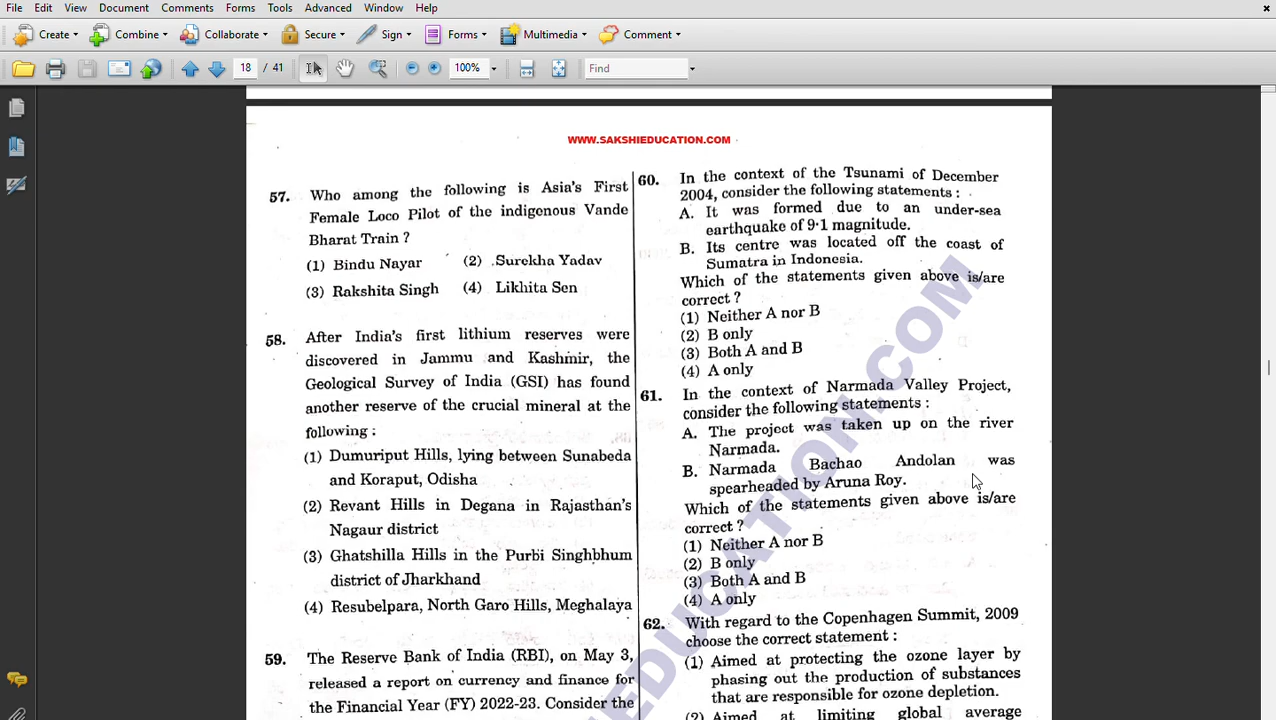 File Edit View Document Comments Forms Tools Advanced Window Help
Create Combine Collaborate Secure Sign Forms Multimedia Comment
18 / 41 100% Find
WWW.SAKSHIEDUCATION.COM
57. Who among the following is Asia's First
Female Loco Pilot of the indigenous Vande
Bharat Train ?
(1) Bindu Nayar (2) Surekha Yadav
(3) Rakshita Singh (4) Likhita Sen
58. After India's first lithium reserves were
discovered in Jammu and Kashmir, the
Geological Survey of India (GSI) has found
another reserve of the crucial mineral at the
following :
(1) Dumuriput Hills, lying between Sunabeda
and Koraput, Odisha
(2) Revant Hills in Degana in Rajasthan's
Nagaur district
(3) Ghatshilla Hills in the Purbi Singhbhum
district of Jharkhand
(4) Resubelpara, North Garo Hills, Meghalaya
59. The Reserve Bank of India (RBI), on May 3,
released a report on currency and finance for
the Financial Year (FY) 2022-23. Consider the
60. In the context of the Tsunami of December
2004, consider the following statements :
A. It was formed due to an under-sea
earthquake of 9·1 magnitude.
B. Its centre was located off the coast of
Sumatra in Indonesia.
Which of the statements given above is/are
correct ?
(1) Neither A nor B
(2) B only
(3) Both A and B
(4) A only
61. In the context of Narmada Valley Project,
consider the following statements :
A. The project was taken up on the river
Narmada.
B. Narmada Bachao Andolan was
spearheaded by Aruna Roy.
Which of the statements given above is/are
correct ?
(1) Neither A nor B
(2) B only
(3) Both A and B
(4) A only
62. With regard to the Copenhagen Summit, 2009
choose the correct statement :
(1) Aimed at protecting the ozone layer by
phasing out the production of substances
that are responsible for ozone depletion.
(2) Aimed at limiting global average
EDUCATION.COM